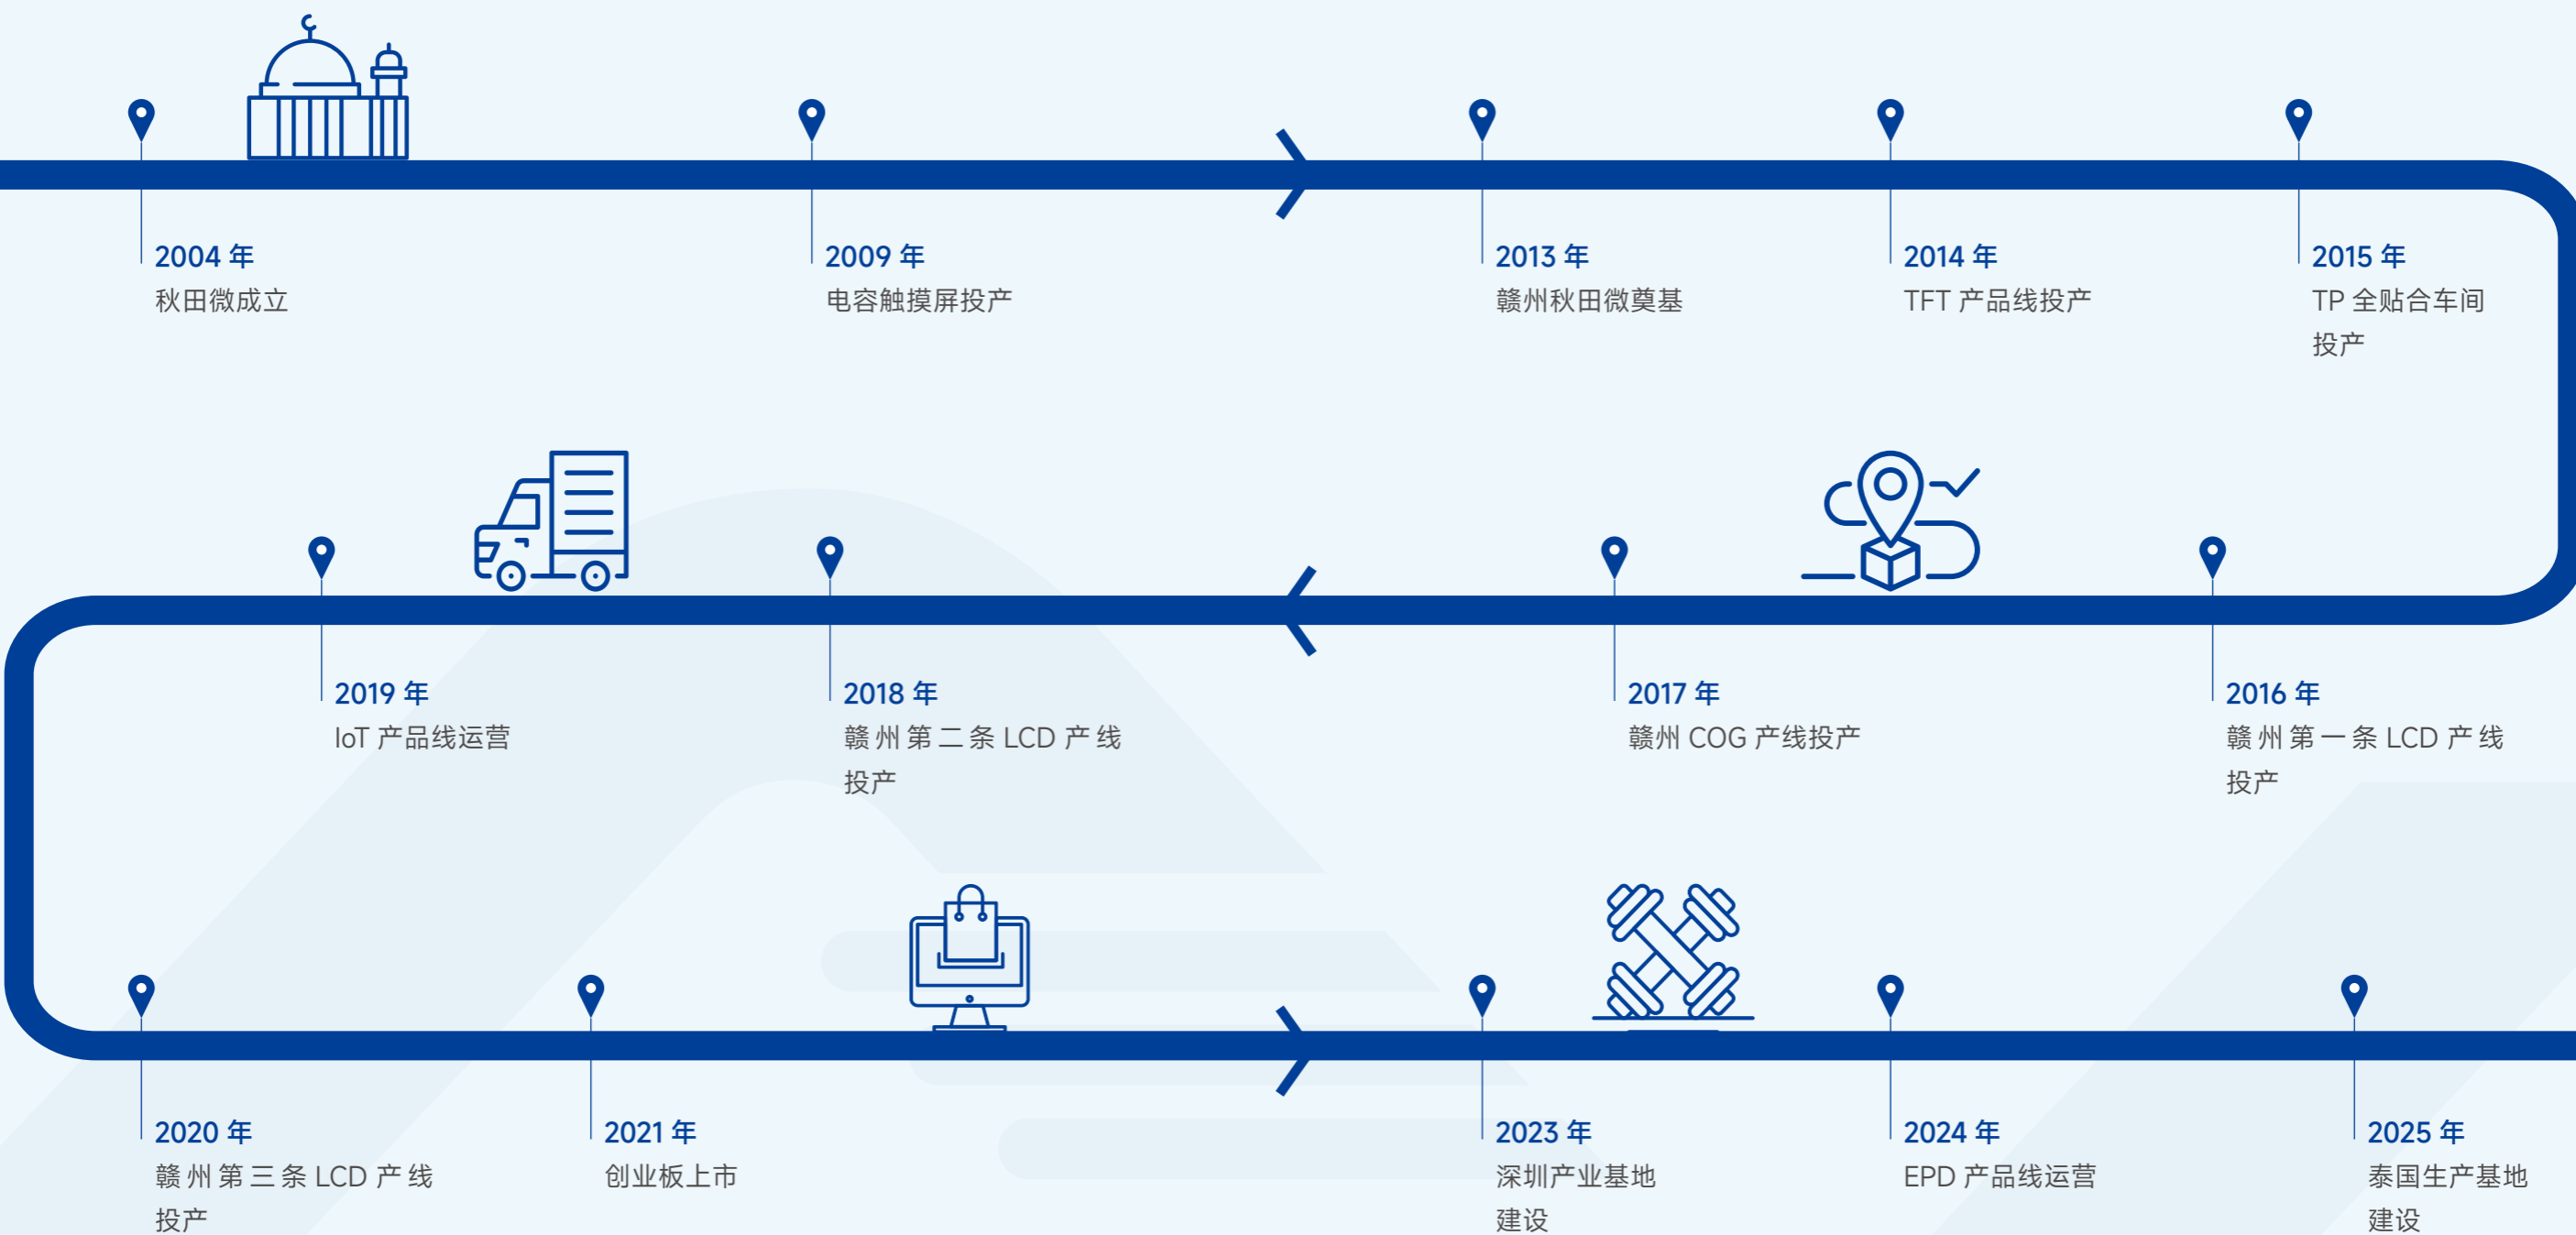 2004 年
秋田微成立
2009 年
电容触摸屏投产
2013 年
赣州秋田微奠基
2014 年
TFT 产品线投产
2015 年
TP 全贴合车间
投产
2019 年
IoT 产品线运营
2018 年
赣州第二条 LCD 产线
投产
2017 年
赣州 COG 产线投产
2016 年
赣州第一条 LCD 产线
投产
2020 年
赣州第三条 LCD 产线
投产
2021 年
创业板上市
2023 年
深圳产业基地
建设
2024 年
EPD 产品线运营
2025 年
泰国生产基地
建设